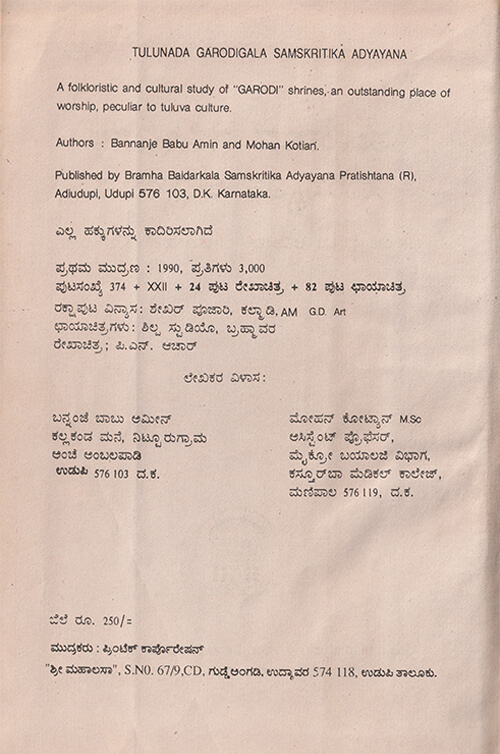 TULUNADA GARODIGALA SAMSKRITIKA ADYAYANA
A folkloristic and cultural study of "GARODI" shrines, an outstanding place of
worship, peculiar to tuluva culture.
Authors : Bannanje Babu Amin and Mohan Kotian.
Published by Bramha Baidarkala Samskritika Adyayana Pratishtana (R),
Adiudupi, Udupi 576 103, D.K. Karnataka.
ಎಲ್ಲ ಹಕ್ಕುಗಳನ್ನು ಕಾದಿರಿಸಲಾಗಿದೆ
ಪ್ರಥಮ ಮುದ್ರಣ : 1990, ಪ್ರತಿಗಳು 3,000
ಪುಟಸಂಖ್ಯೆ 374 + XXII + 24 ಪುಟ ರೇಖಾಚಿತ್ರ + 82 ಪುಟ ಛಾಯಾಚಿತ್ರ
ರಕ್ಷಾಪುಟ ವಿನ್ಯಾಸ: ಶೇಖರ್ ಪೂಜಾರಿ, ಕಲ್ಮಾಡಿ, AM G.D. Art
ಛಾಯಾಚಿತ್ರಗಳು: ಶಿಲ್ಪ ಸ್ಟುಡಿಯೊ, ಬ್ರಹ್ಮಾವರ
ರೇಖಾಚಿತ್ರ ; ಪಿ.ಎನ್. ಆಚಾರ್
ಲೇಖಕರ ವಿಳಾಸ :
ಬನ್ನಂಜೆ ಬಾಬು ಅಮೀನ್
ಕಲ್ಲಕಂಡ ಮನೆ, ನಿಟ್ಟೂರುಗ್ರಾಮ
ಅಂಚೆ ಅಂಬಲಪಾಡಿ
ಉಡುಪಿ 576 103 ದ.ಕ.
ಮೋಹನ್ ಕೋಟ್ಯಾನ್ M.Sc
ಅಸಿಸ್ಟೆಂಟ್ ಪ್ರೊಫೆಸರ್,
ಮೈಕ್ರೋ ಬಯಾಲಜಿ ವಿಭಾಗ,
ಕಸ್ತೂರ್‌ಬಾ ಮೆಡಿಕಲ್ ಕಾಲೇಜ್,
ಮಣಿಪಾಲ 576 119, ದ.ಕ.
ಬೆಲೆ ರೂ. 250/=
ಮುದ್ರಕರು : ಪ್ರಿಂಟೆಕ್ ಕಾರ್ಪೊರೇಷನ್
"ಶ್ರೀ ಮಹಾಲಸಾ", S.N0. 67/9,CD, ಗುಡ್ಡೆ ಅಂಗಡಿ, ಉದ್ಯಾವರ 574 118, ಉಡುಪಿ ತಾಲೂಕು.